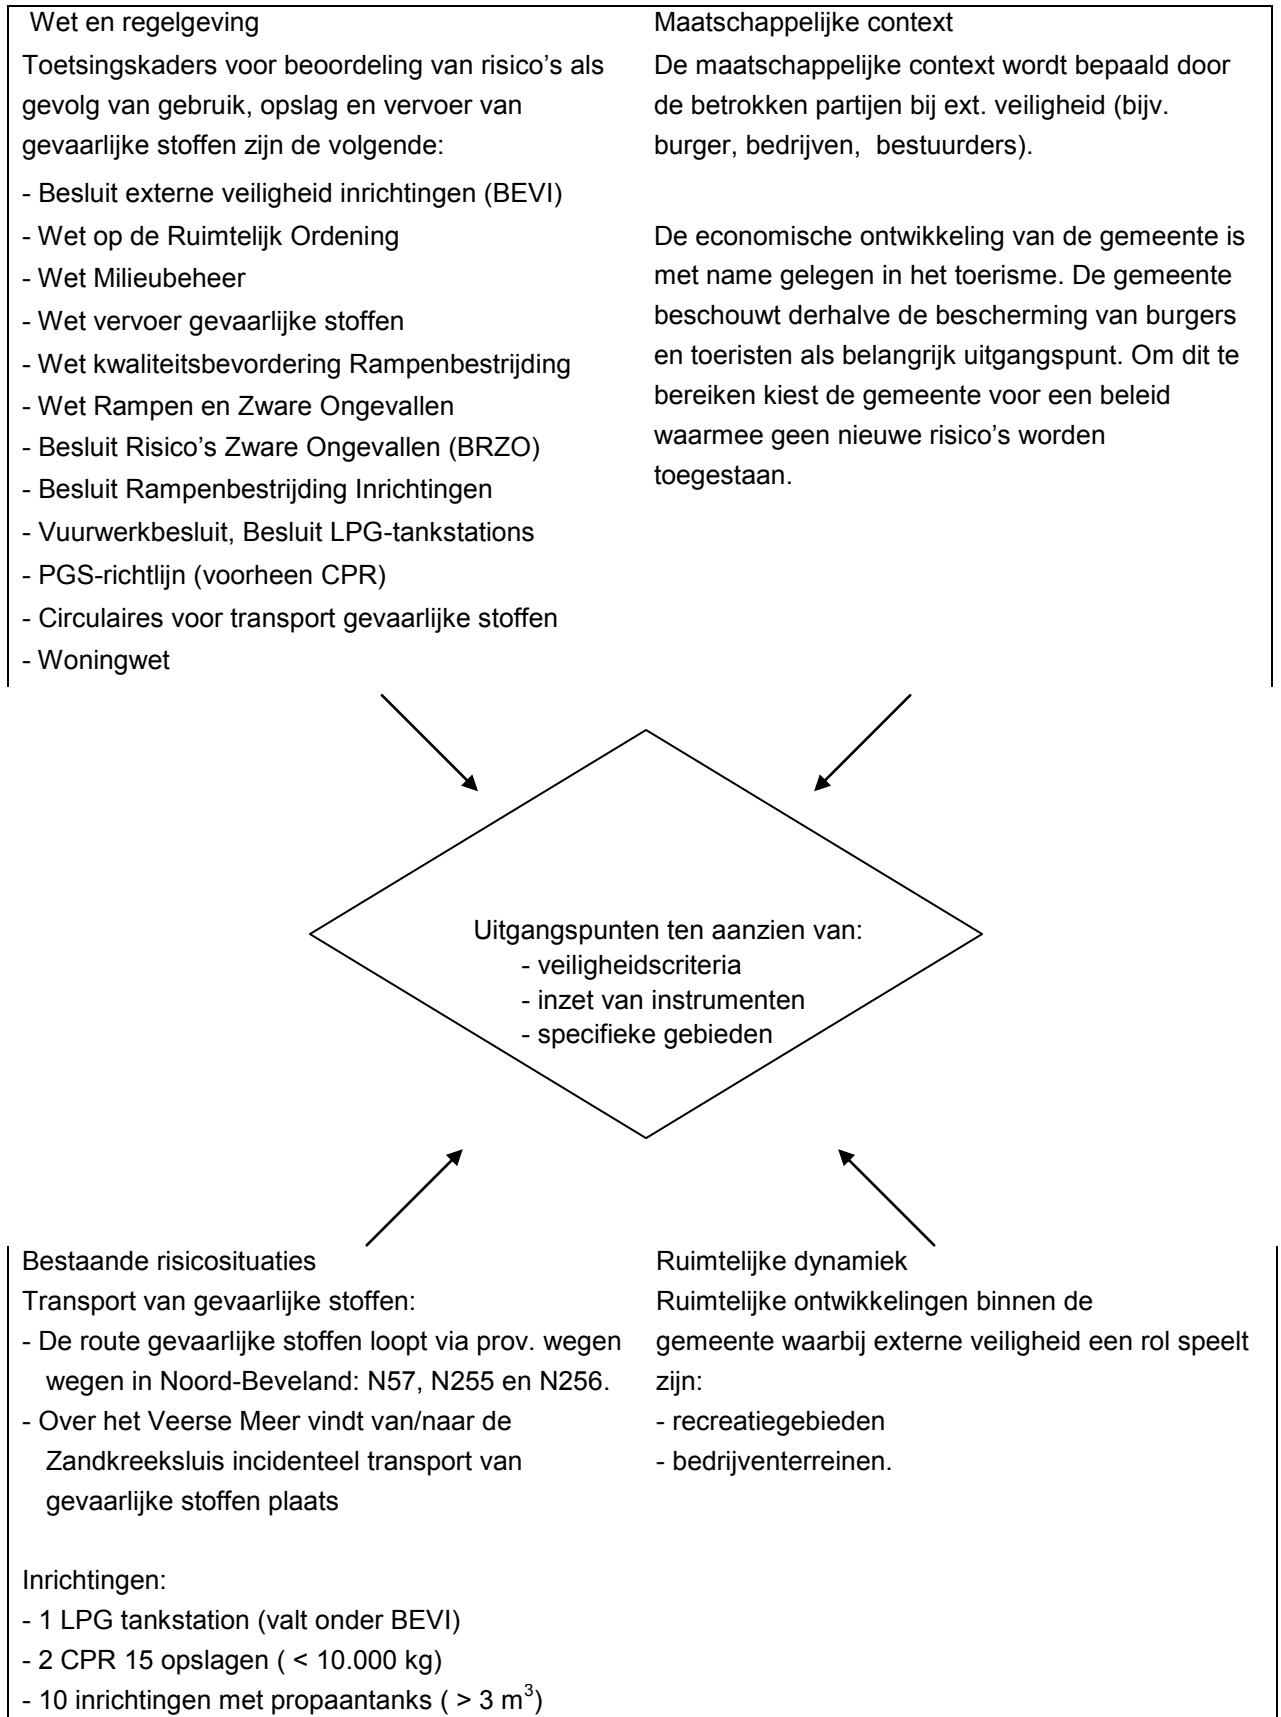 Wet en regelgeving
Toetsingskaders voor beoordeling van risico's als
gevolg van gebruik, opslag en vervoer van
gevaarlijke stoffen zijn de volgende:
- Besluit externe veiligheid inrichtingen (BEVI)
- Wet op de Ruimtelijk Ordening
- Wet Milieubeheer
- Wet vervoer gevaarlijke stoffen
- Wet kwaliteitsbevordering Rampenbestrijding
- Wet Rampen en Zware Ongevallen
- Besluit Risico's Zware Ongevallen (BRZO)
- Besluit Rampenbestrijding Inrichtingen
- Vuurwerkbesluit, Besluit LPG-tankstations
- PGS-richtlijn (voorheen CPR)
- Circulaires voor transport gevaarlijke stoffen
- Woningwet
Maatschappelijke context
De maatschappelijke context wordt bepaald door
de betrokken partijen bij ext. veiligheid (bijv.
burger, bedrijven,  bestuurders).
De economische ontwikkeling van de gemeente is
met name gelegen in het toerisme. De gemeente
beschouwt derhalve de bescherming van burgers
en toeristen als belangrijk uitgangspunt. Om dit te
bereiken kiest de gemeente voor een beleid
waarmee geen nieuwe risico's worden
toegestaan.
Uitgangspunten ten aanzien van:
- veiligheidscriteria
- inzet van instrumenten
- specifieke gebieden
Bestaande risicosituaties
Transport van gevaarlijke stoffen:
- De route gevaarlijke stoffen loopt via prov. wegen
wegen in Noord-Beveland: N57, N255 en N256.
- Over het Veerse Meer vindt van/naar de
Zandkreeksluis incidenteel transport van
gevaarlijke stoffen plaats
Inrichtingen:
- 1 LPG tankstation (valt onder BEVI)
- 2 CPR 15 opslagen ( < 10.000 kg)
- 10 inrichtingen met propaantanks ( > 3 m³)
Ruimtelijke dynamiek
Ruimtelijke ontwikkelingen binnen de
gemeente waarbij externe veiligheid een rol speelt
zijn:
- recreatiegebieden
- bedrijventerreinen.